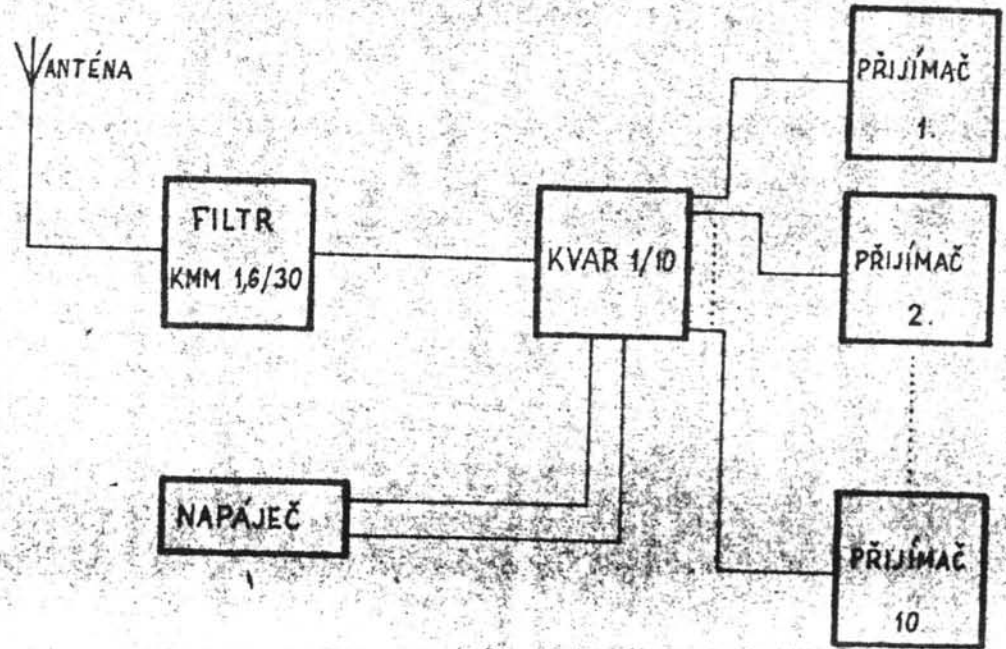 ANTÉNA
FILTR
KMM 1,6/30
KVAR 1/10
PŘIJÍMAČ
1.
PŘIJÍMAČ
2.
NAPÁJEČ
PŘIJÍMAČ
10.